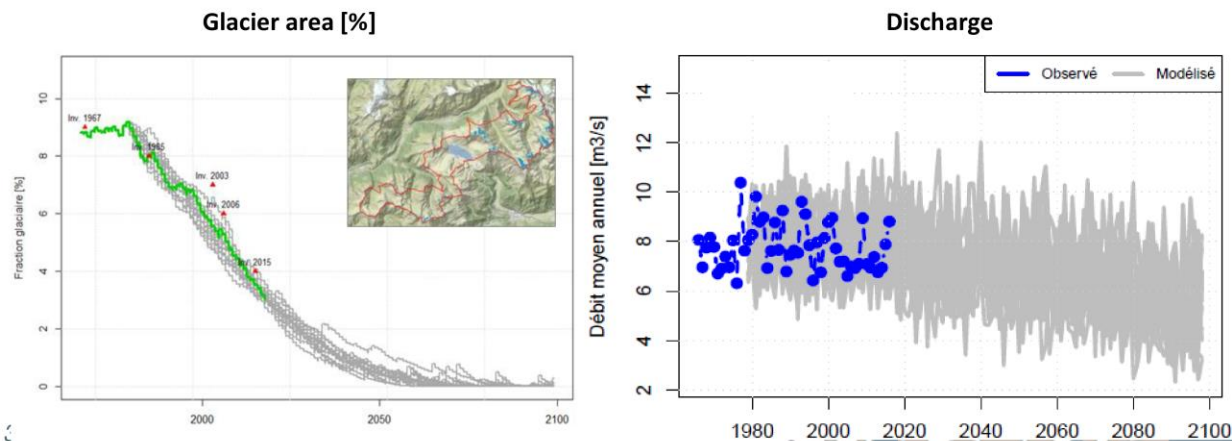 Glacier area [%]
Fraction glaciaire [%]
10
8
6
4
2
0
Inv. 1967
Inv. 1985
Inv. 2003
Inv. 2006
Inv. 2015
2000
2050
2100
Discharge
Débit moyen annuel [m3/s]
Observé
Modélisé
14
12
10
8
6
4
2
1980
2000
2020
2040
2060
2080
2100